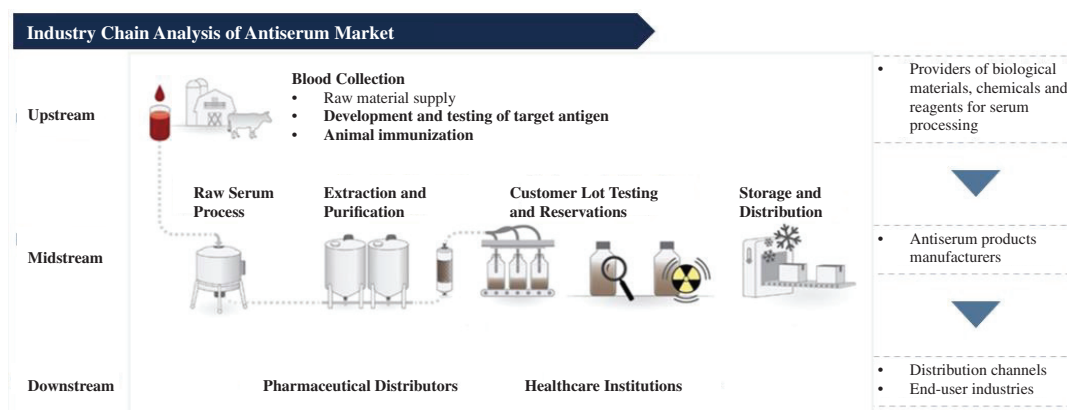 Industry Chain Analysis of Antiserum Market
Upstream
Blood Collection
• Raw material supply
• Development and testing of target antigen
• Animal immunization
• Providers of biological
materials, chemicals and
reagents for serum
processing
Midstream
Raw Serum
Process
Extraction and
Purification
Customer Lot Testing
and Reservations
Storage and
Distribution
• Antiserum products
manufacturers
Downstream
Pharmaceutical Distributors
Healthcare Institutions
• Distribution channels
• End-user industries